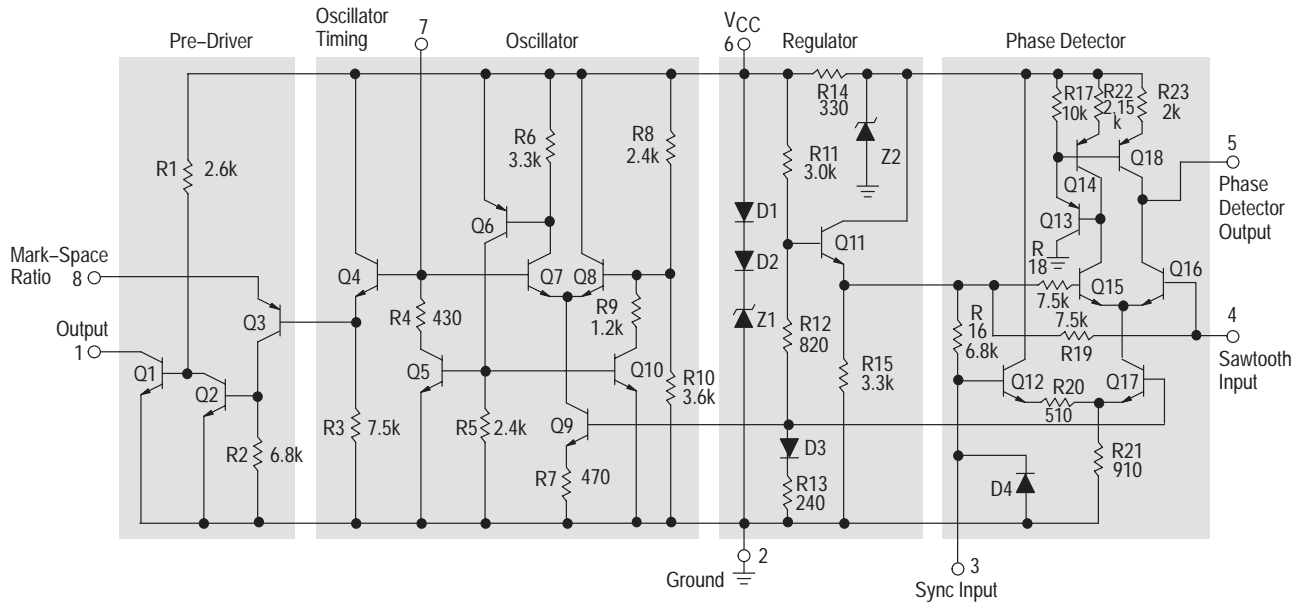 Pre–Driver
Oscillator
Timing
7
Oscillator
VCC
6
Regulator
Phase Detector
R1
2.6k
R6
3.3k
R8
2.4k
R14
330
R11
3.0k
Z2
R17
10k
R22
2.15
k
R23
2k
Q14
Q18
5
Phase
Detector
Output
Mark–Space
Ratio
8
Q6
D1
D2
Q11
Q13
R
18
Q16
Q15
Q4
Q7
Q8
R9
1.2k
Z1
7.5k
7.5k
R19
4
Sawtooth
Input
Output
1
Q3
R4
430
R12
820
R
16
6.8k
Q1
Q2
Q5
Q10
R10
3.6k
R15
3.3k
Q12
R20
510
Q17
R2
6.8k
R3
7.5k
R5
2.4k
Q9
R7
470
D3
R13
240
D4
R21
910
Ground
2
3
Sync Input